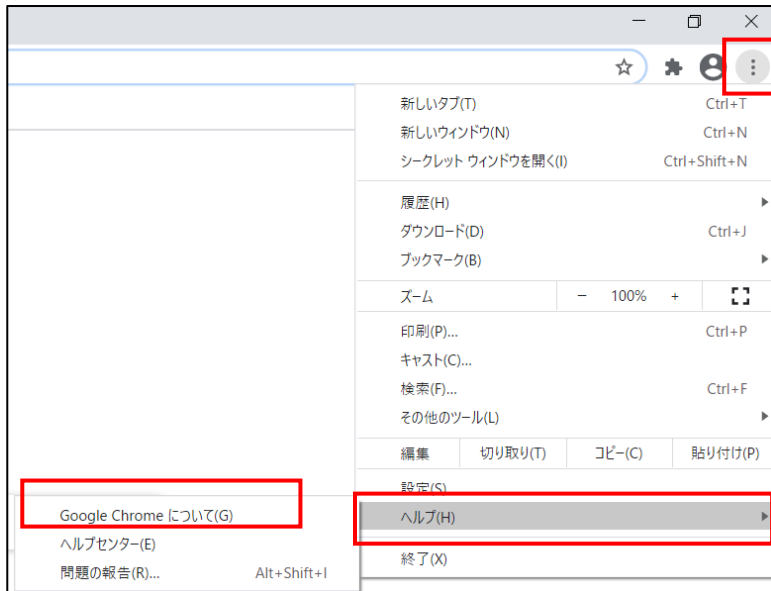 新しいタブ(T) Ctrl+T
新しいウィンドウ(N) Ctrl+N
シークレット ウィンドウを開く(I) Ctrl+Shift+N
履歴(H)
ダウンロード(D) Ctrl+J
ブックマーク(B)
ズーム − 100% +
印刷(P)... Ctrl+P
キャスト(C)...
検索(F)... Ctrl+F
その他のツール(L)
編集 切り取り(T) コピー(C) 貼り付け(P)
設定(S)
ヘルプ(H)
終了(X)
Google Chrome について(G)
ヘルプセンター(E)
問題の報告(R)... Alt+Shift+I